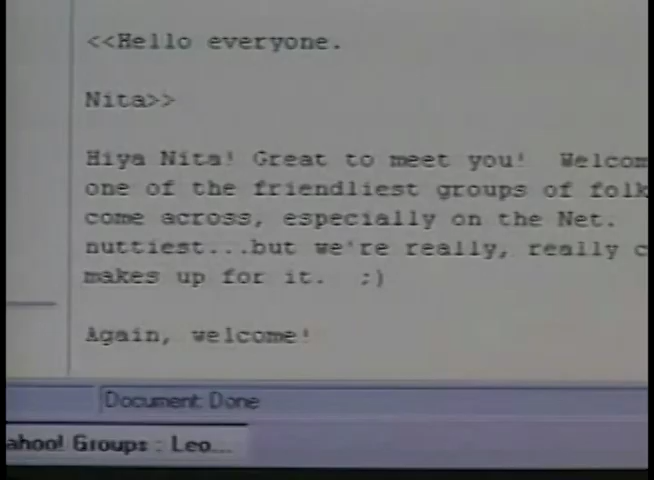 <<Hello everyone.
Nita>>
Hiya Nita! Great to meet you! Welcom
one of the friendliest groups of folk
come across, especially on the Net.
nuttiest...but we're really, really c
makes up for it. ;)
Again, welcome!
Document: Done
ahoo! Groups : Leo...